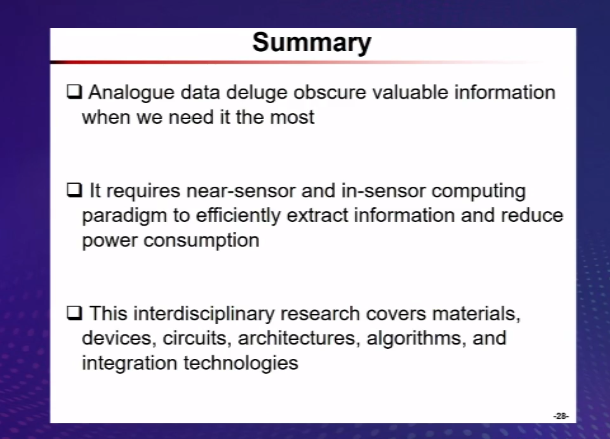 Summary
❑ Analogue data deluge obscure valuable information
when we need it the most
❑ It requires near-sensor and in-sensor computing
paradigm to efficiently extract information and reduce
power consumption
❑ This interdisciplinary research covers materials,
devices, circuits, architectures, algorithms, and
integration technologies
-28-